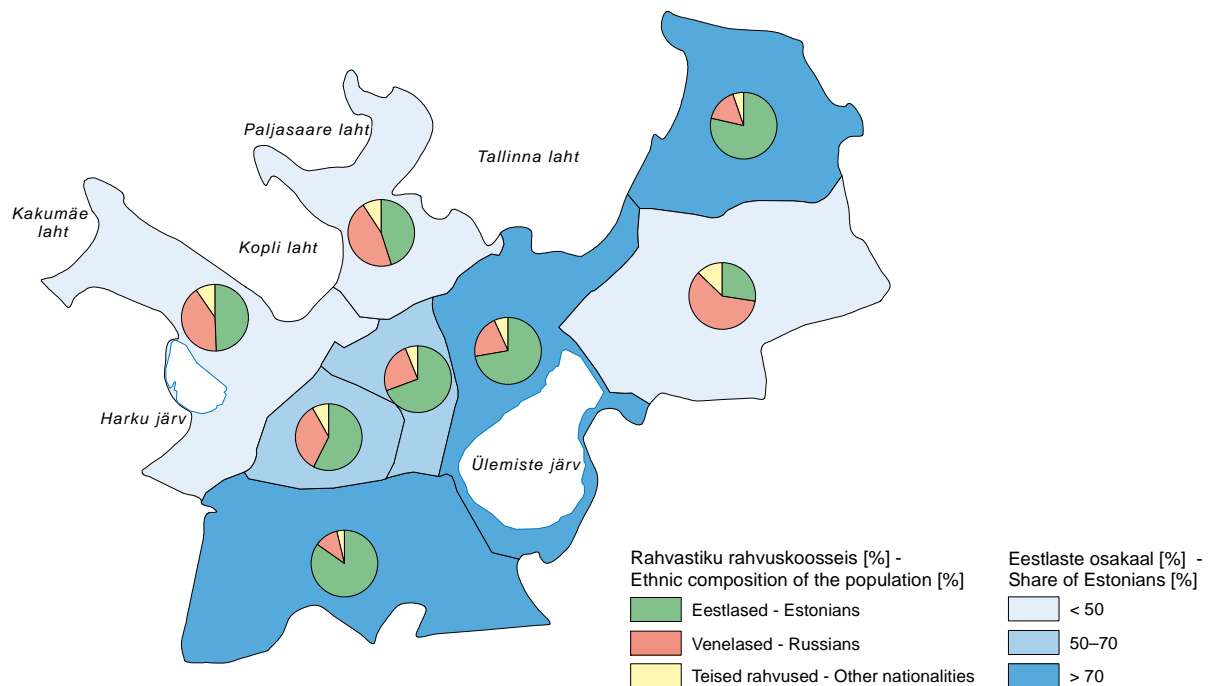 Paljasaare laht
Tallinna laht
Kakumäe
laht
Kopli laht
Harku järv
Ülemiste järv
Rahvastiku rahvuskoosseis [%] -
Ethnic composition of the population [%]
Eestlased - Estonians
Venelased - Russians
Teised rahvused - Other nationalities
Eestlaste osakaal [%] -
Share of Estonians [%]
< 50
50–70
> 70